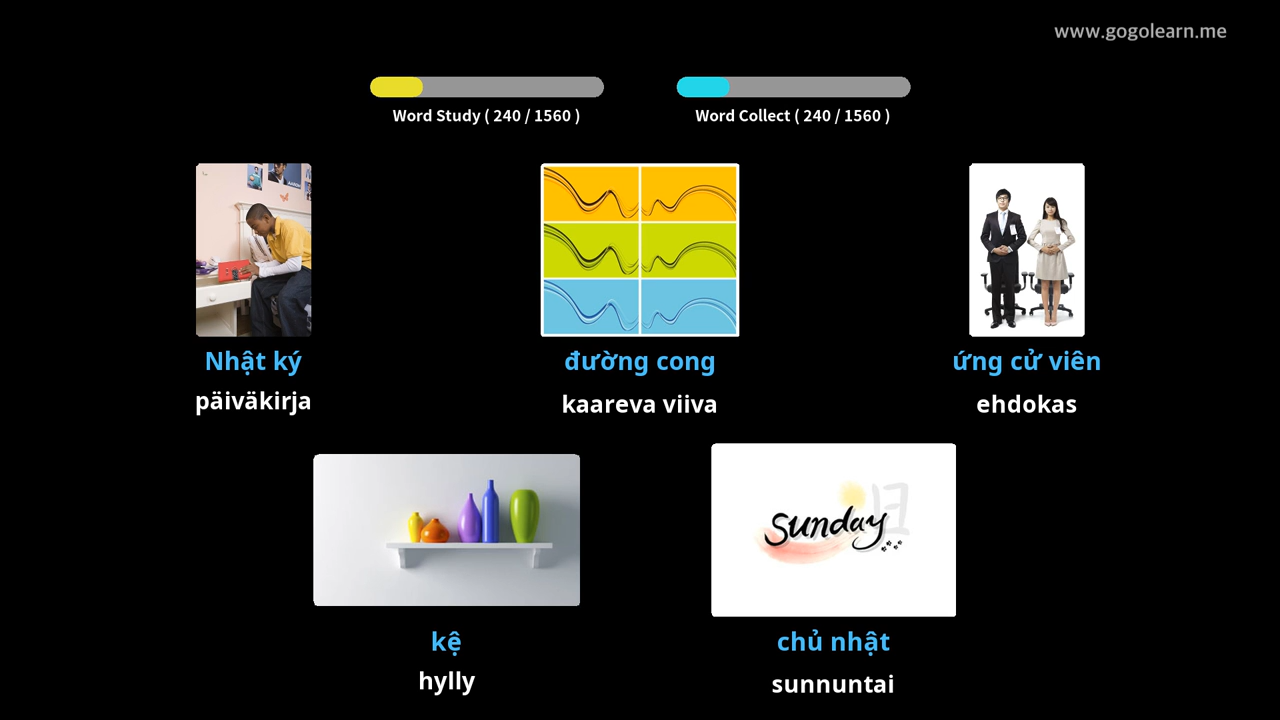 www.gogolearn.me
Word Study ( 240 / 1560 )
Word Collect ( 240 / 1560 )
Nhật ký
päiväkirja
đường cong
kaareva viiva
ứng cử viên
ehdokas
Sunday
日
kệ
hylly
chủ nhật
sunnuntai